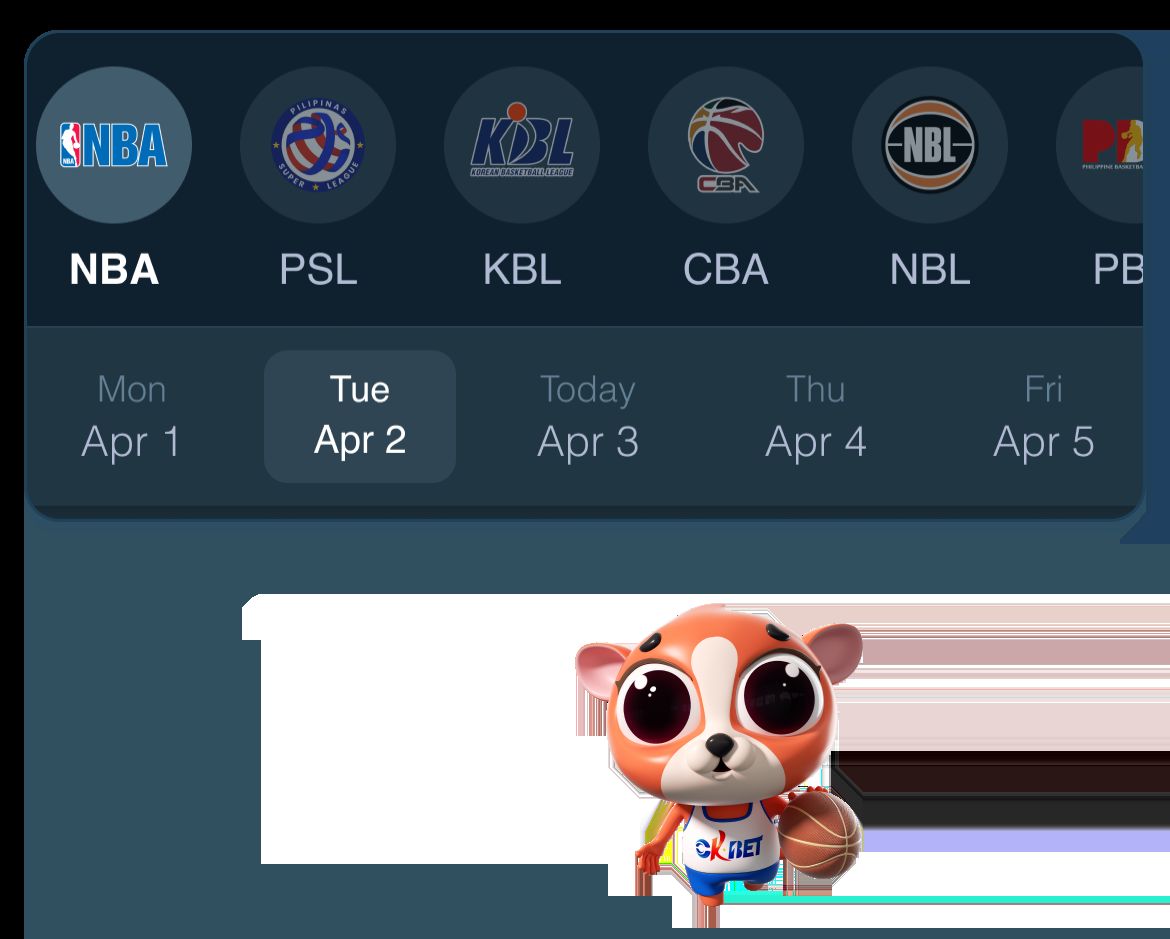 NBA
NBA
PILIPINAS
SUPER LEAGUE
KBL
KOREAN BASKETBALL LEAGUE
CBA
NBL
PHILIPPINE BASKETBA
NBA PSL KBL CBA NBL PB
Mon Tue Today Thu Fri
Apr 1 Apr 2 Apr 3 Apr 4 Apr 5
OKBET